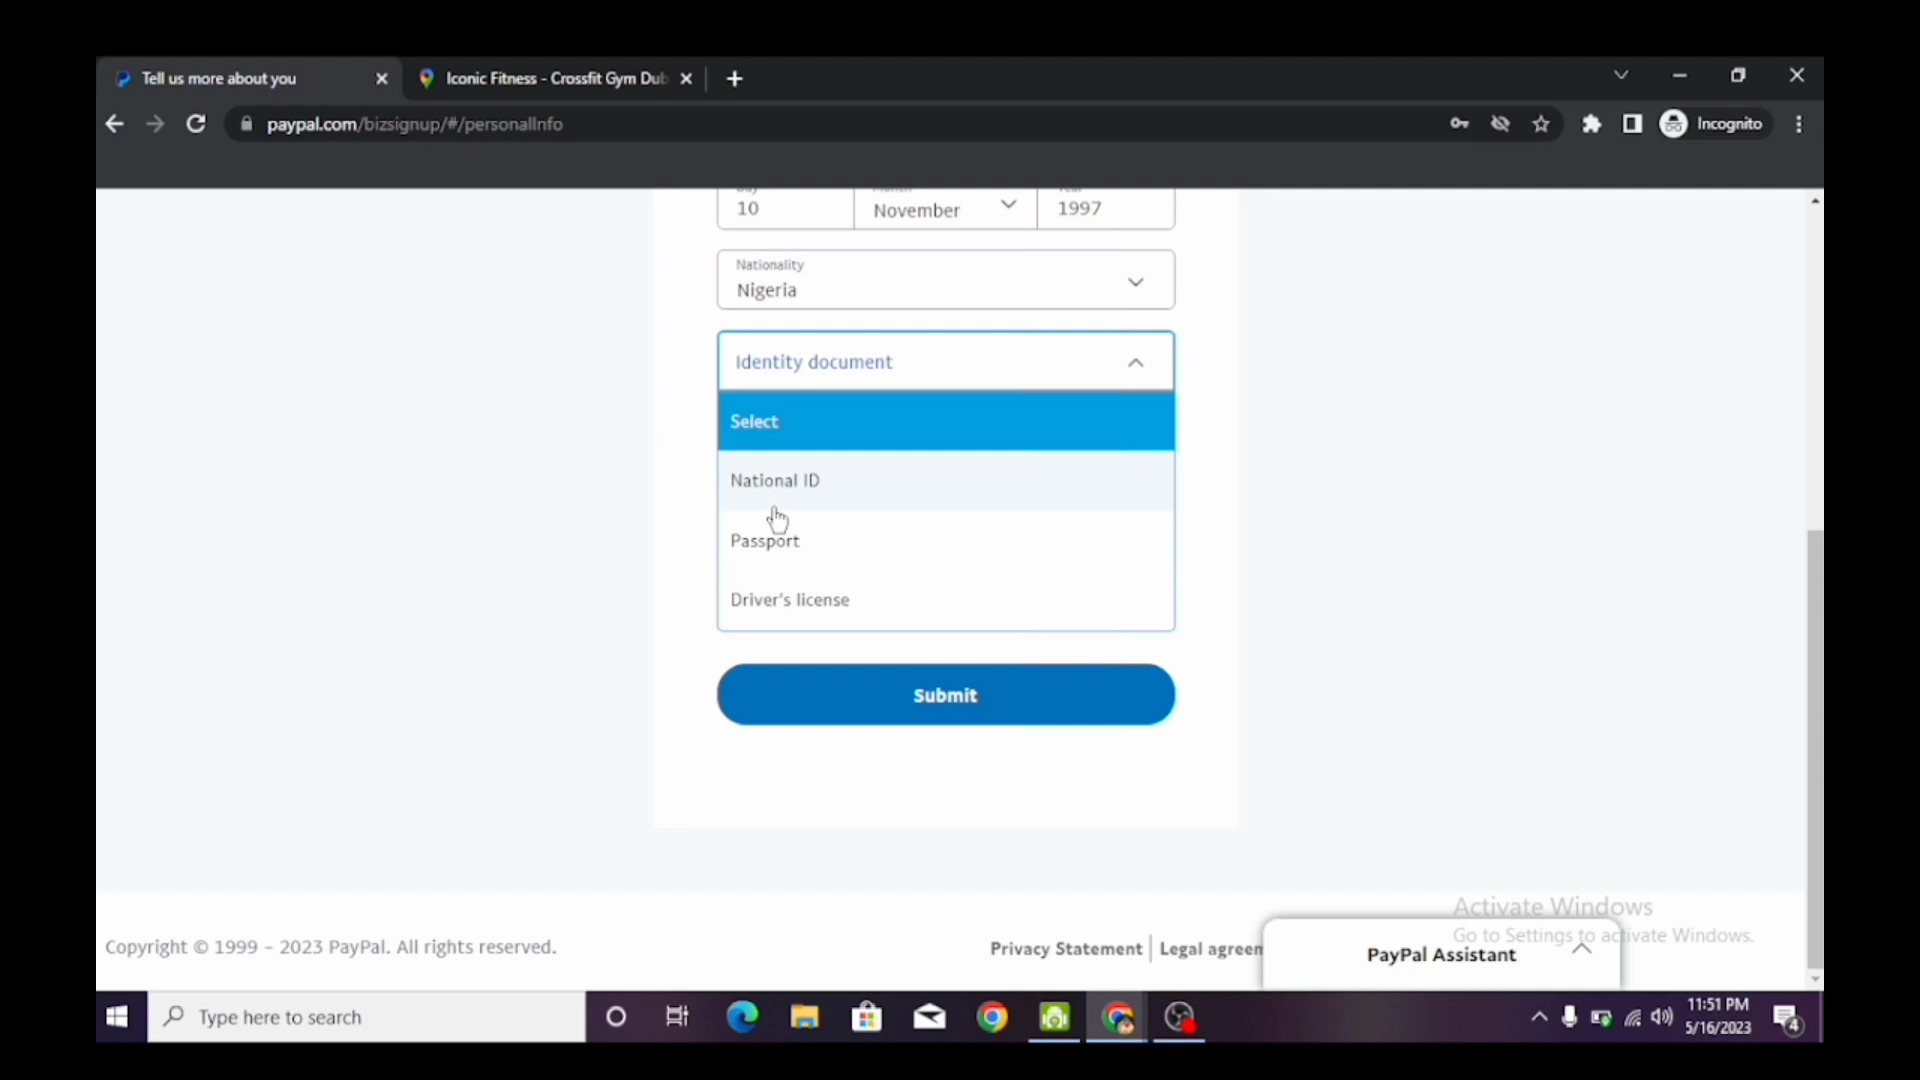 Tell us more about you
Iconic Fitness - Crossfit Gym Dub
paypal.com/bizsignup/#/personalInfo
Incognito
10
November
1997
Nationality
Nigeria
Identity document
Select
National ID
Passport
Driver's license
Submit
Activate Windows
Go to Settings to activate Windows.
Copyright © 1999 – 2023 PayPal. All rights reserved.
Privacy Statement
Legal agreem
PayPal Assistant
Type here to search
11:51 PM
5/16/2023
4